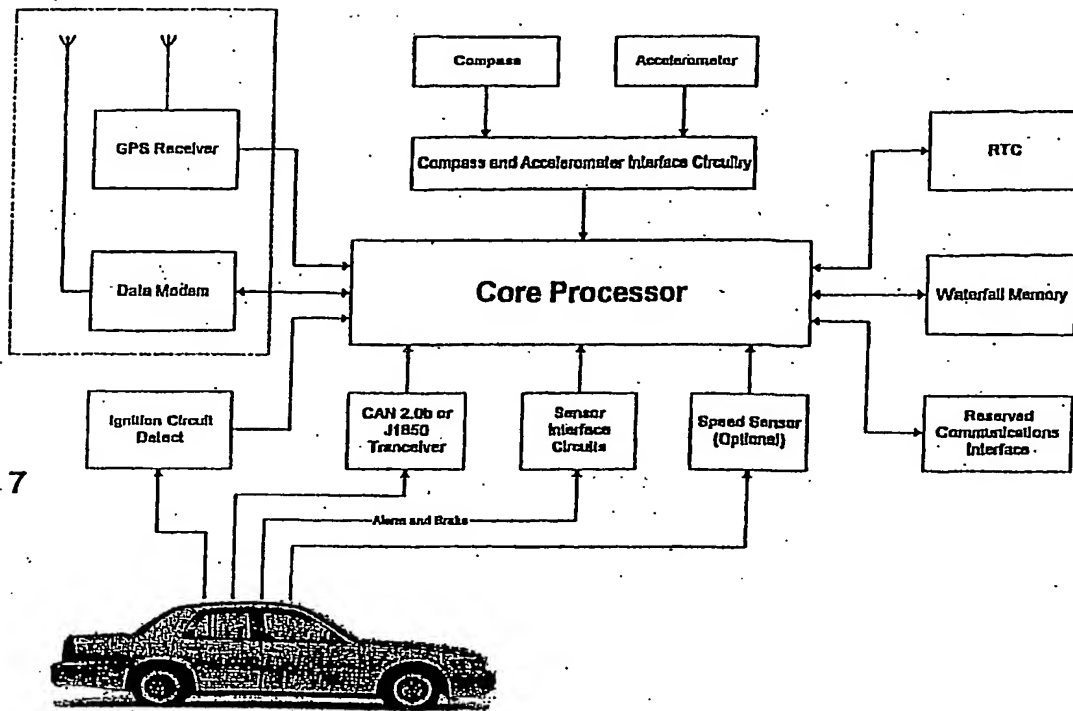 Compass
Accelerometer
GPS Receiver
Compass and Accelerometer Interface Circuitry
RTC
Core Processor
Data Modem
Waterfall Memory
Ignition Circuit
Detect
CAN 2.0b or
J1850
Tranceiver
Sensor
Interface
Circuits
Speed Sensor
(Optional)
Reserved
Communications
Interface
7
Alarm and Brake